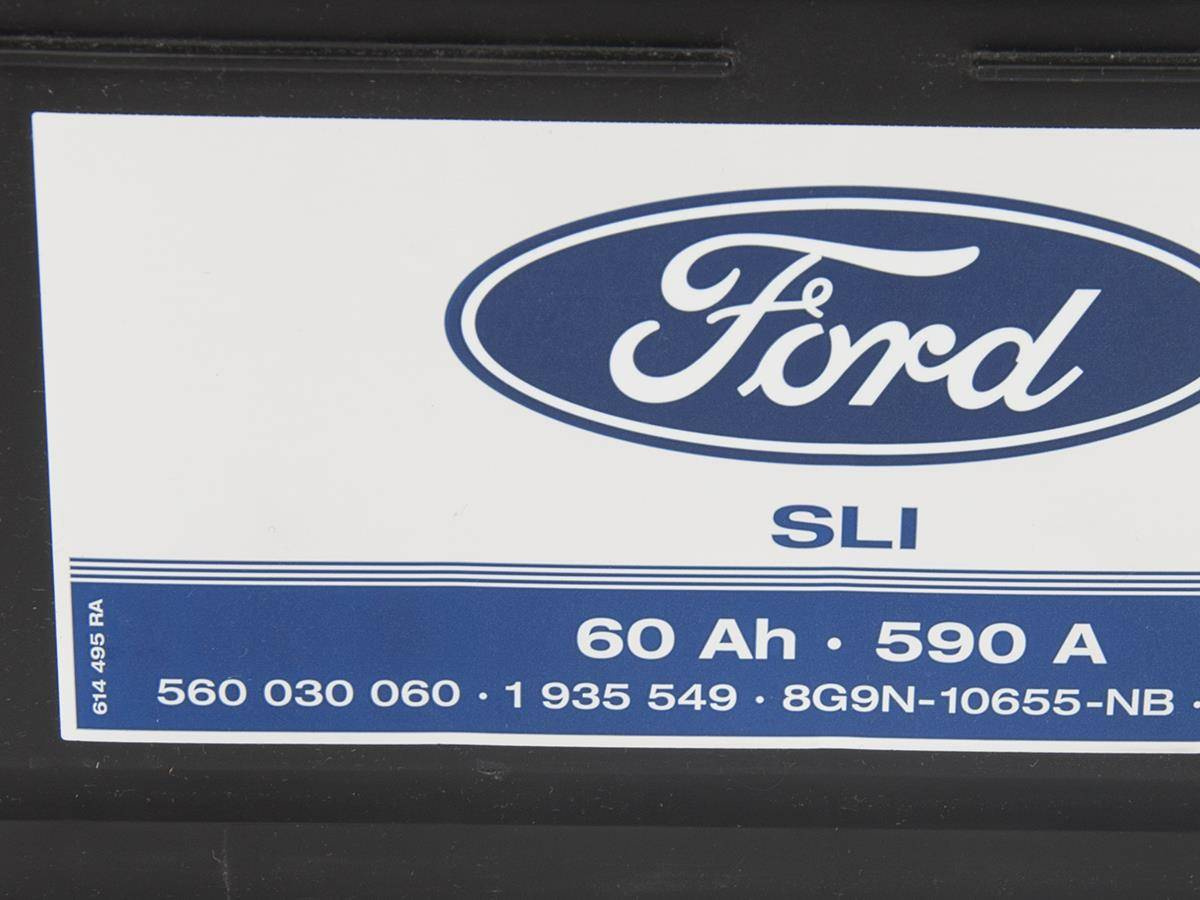 Ford
SLI
60 Ah · 590 A
560 030 060 · 1 935 549 · 8G9N-10655-NB ·
614 495 RA